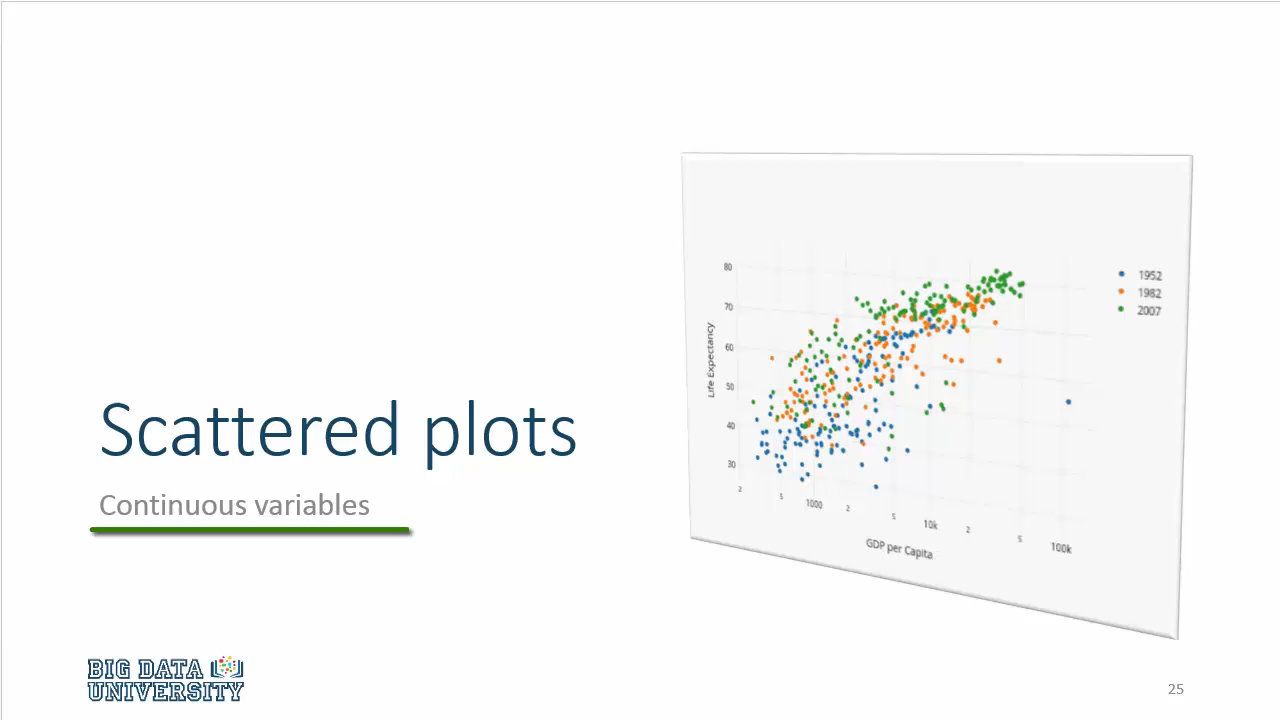 Scattered plots
Continuous variables
80
70
60
50
40
30
Life Expectancy
2
5
1000
2
5
10k
2
5
100k
GDP per Capita
1952
1982
2007
BIG DATA
UNIVERSITY
25